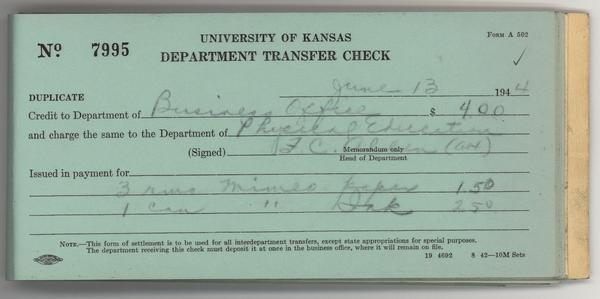 UNIVERSITY OF KANSAS
Form A 502
No 7995
DEPARTMENT TRANSFER CHECK
✓
June 13 1944
DUPLICATE
Credit to Department of Business Office $ 4.00
and charge the same to the Department of Physical Education
(Signed) F. C. Allen (AH)
Memorandum only
Head of Department
Issued in payment for
3 rms Mimeo paper 1.50
1 can " Ink 2.50
NOTE.—This form of settlement is to be used for all interdepartment transfers, except state appropriations for special purposes.
The department receiving this check must deposit it at once in the business office, where it will remain on file.
19 4692 8 42—10M Sets